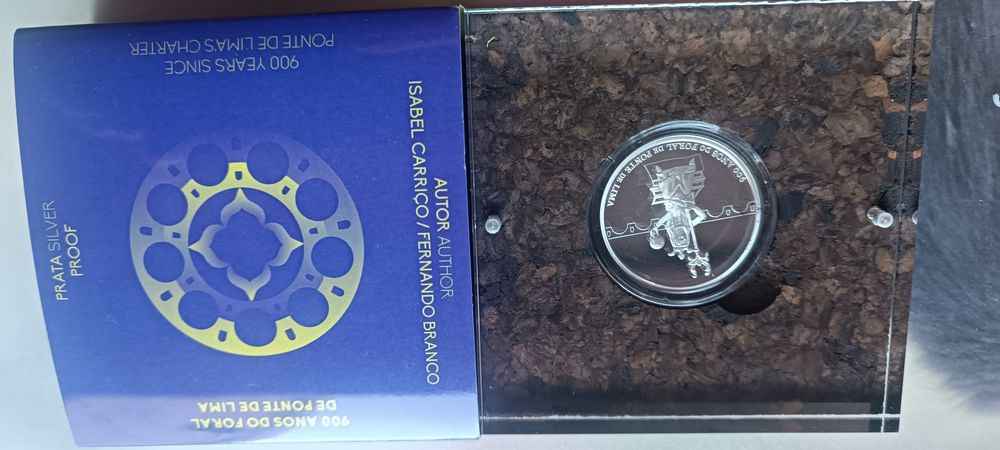 900 ANOS DO FORAL
DE PONTE DE LIMA
AUTOR AUTHOR
ISABEL CARRIÇO / FERNANDO BRANCO
900 YEARS SINCE
PONTE DE LIMA'S CHARTER
PRATA SILVER
PROOF
900 ANOS DO FORAL DE PONTE DE LIMA